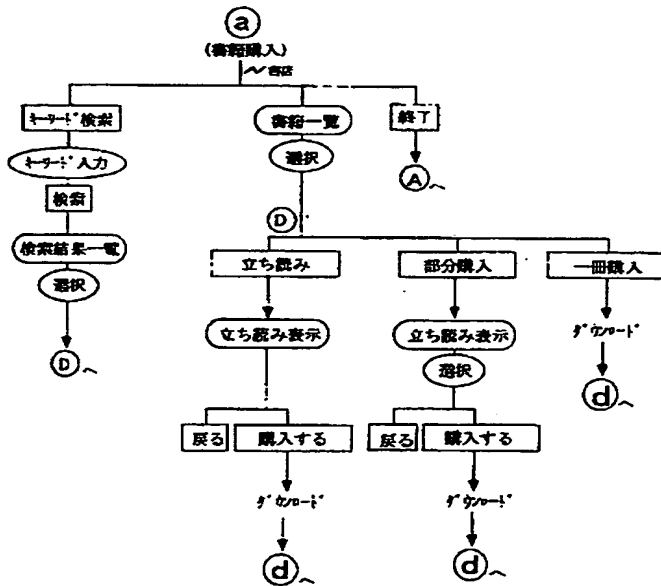 a
(書籍購入)
書店
キーワード検索
書籍一覧
終了
キーワード入力
選択
Aへ
検索
検索結果一覧
D
選択
立ち読み
部分購入
一冊購入
Dへ
立ち読み表示
立ち読み表示
ダウンロード
選択
dへ
戻る
購入する
戻る
購入する
ダウンロード
ダウンロード
dへ
dへ